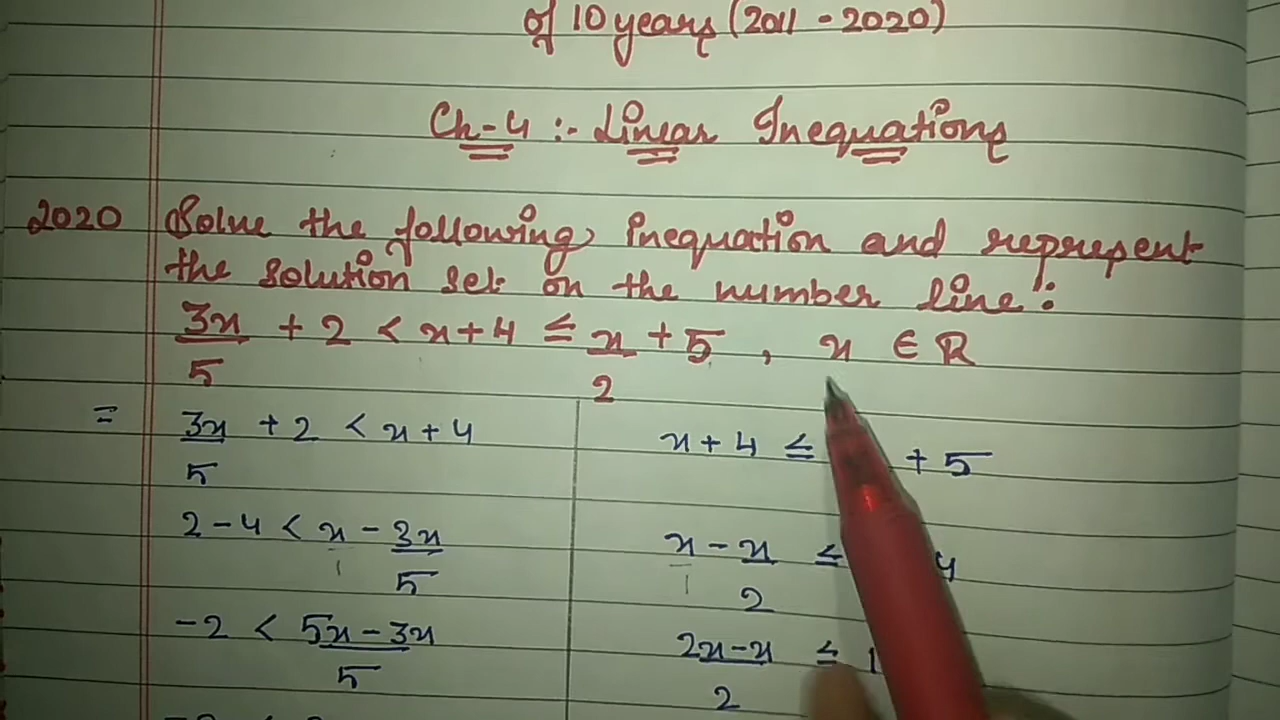 of 10 years (2011 - 2020)
Ch-4 :- Linear Inequations
2020 Solve the following inequation and represent
the solution set on the number line:
3x/5 + 2 < x + 4 ≤ x/2 + 5, x ∈ R
= 3x/5 + 2 < x + 4
2 - 4 < x/1 - 3x/5
-2 < 5x - 3x/5
x + 4 ≤ + 5
x/1 - x/2 ≤ 4
2x - x/2 ≤ 1